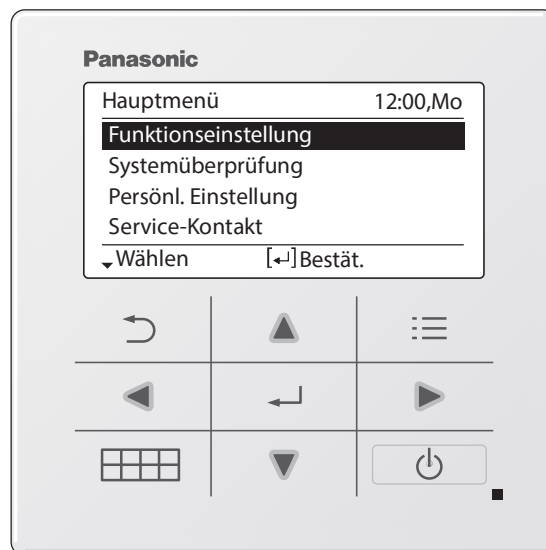 Panasonic
Hauptmenü 12:00,Mo
Funktionseinstellung
Systemüberprüfung
Persönl. Einstellung
Service-Kontakt
Wählen [↵]Bestät.